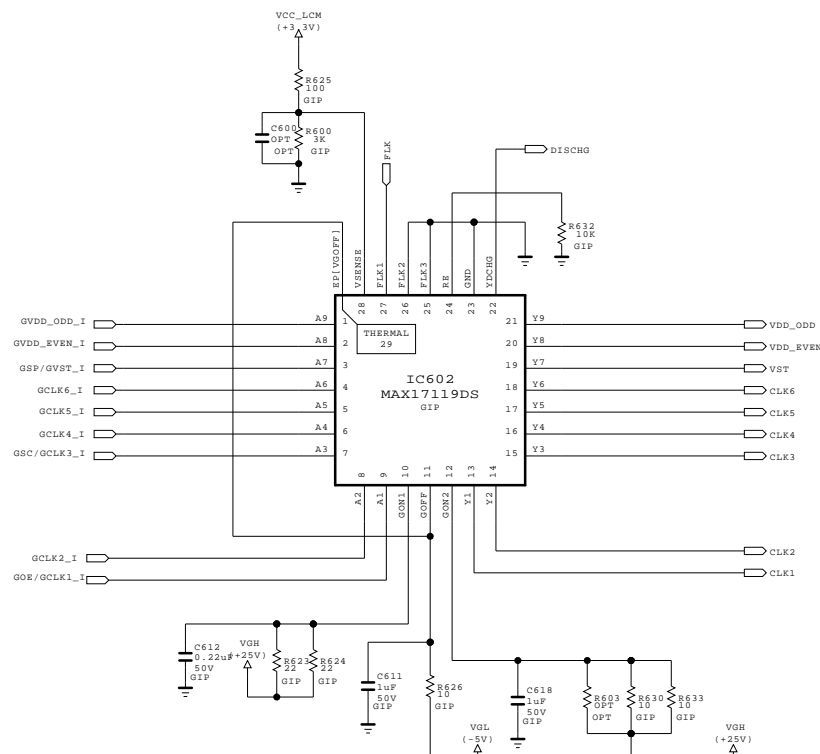 VCC_LCM
(+3.3V)
R625
100
GIP
C600
OPT
OPT
R600
3K
GIP
FLK
DISCHG
R632
10K
GIP
EP[VGOFF]
VSENSE
FLK1
FLK2
FLK3
RE
GND
YDCHG
28
27
26
25
24
23
22
THERMAL
29
IC602
MAX17119DS
GIP
GVDD_ODD_I
A9
1
GVDD_EVEN_I
A8
2
GSP/GVST_I
A7
3
GCLK6_I
A6
4
GCLK5_I
A5
5
GCLK4_I
A4
6
GSC/GCLK3_I
A3
7
21
Y9
VDD_ODD
20
Y8
VDD_EVEN
19
Y7
VST
18
Y6
CLK6
17
Y5
CLK5
16
Y4
CLK4
15
Y3
CLK3
8
9
10
11
12
13
14
A2
A1
GON1
GOFF
GON2
Y1
Y2
GCLK2_I
GOE/GCLK1_I
CLK2
CLK1
C612
0.22uF
50V
GIP
VGH
(+25V)
R623
22
GIP
R624
22
GIP
C611
1uF
50V
GIP
R626
10
GIP
VGL
(-5V)
C618
1uF
50V
GIP
R603
OPT
OPT
R630
10
GIP
R633
10
GIP
VGH
(+25V)